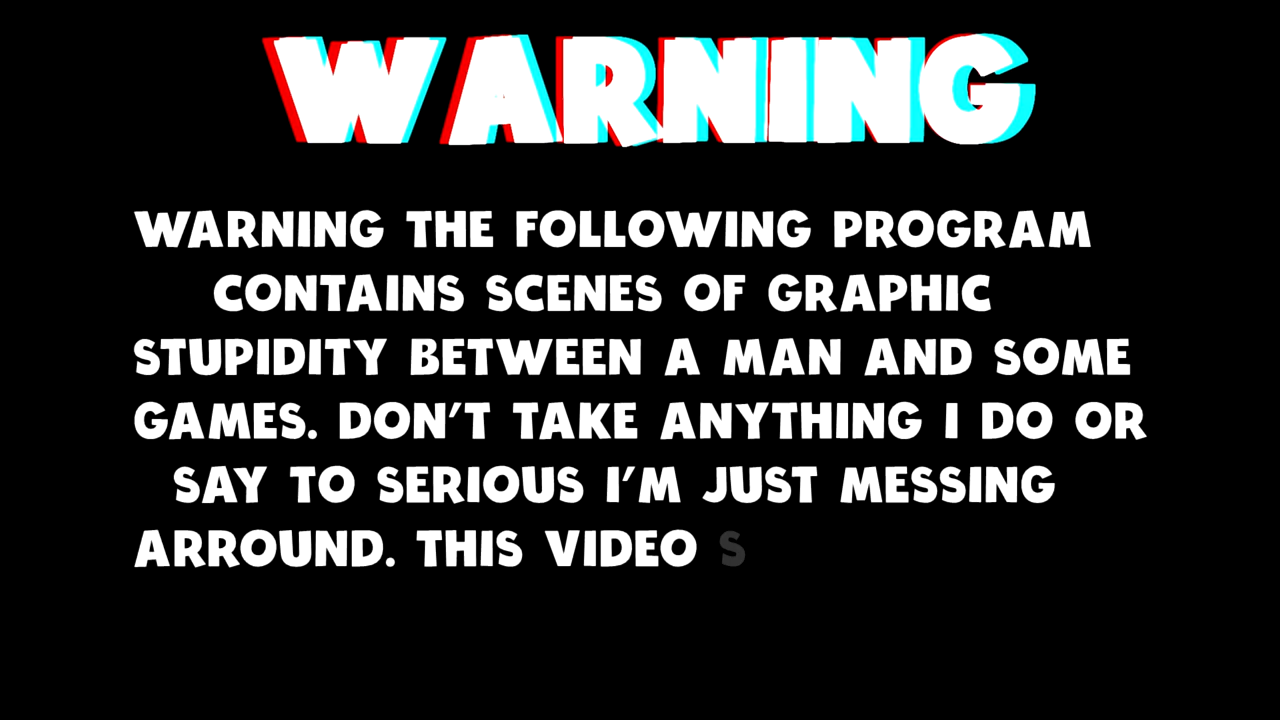 WARNING
WARNING THE FOLLOWING PROGRAM
CONTAINS SCENES OF GRAPHIC
STUPIDITY BETWEEN A MAN AND SOME
GAMES. DON'T TAKE ANYTHING I DO OR
SAY TO SERIOUS I'M JUST MESSING
ARROUND. THIS VIDEO S